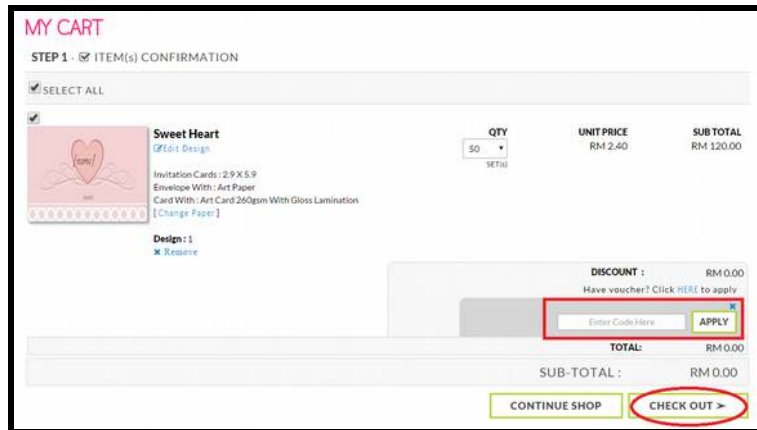 MY CART
STEP 1 - ITEM(s) CONFIRMATION
SELECT ALL
Sweet Heart
Edit Design
Invitation Cards : 2.9 X 5.9
Envelope With : Art Paper
Card With : Art Card 260gsm With Gloss Lamination
[ Change Paper ]
Design : 1
Remove
QTY
50
SET(s)
UNIT PRICE
RM 2.40
SUB TOTAL
RM 120.00
DISCOUNT : RM 0.00
Have voucher? Click HERE to apply
Enter Code Here APPLY
TOTAL: RM 0.00
SUB-TOTAL : RM 0.00
CONTINUE SHOP CHECK OUT ➤